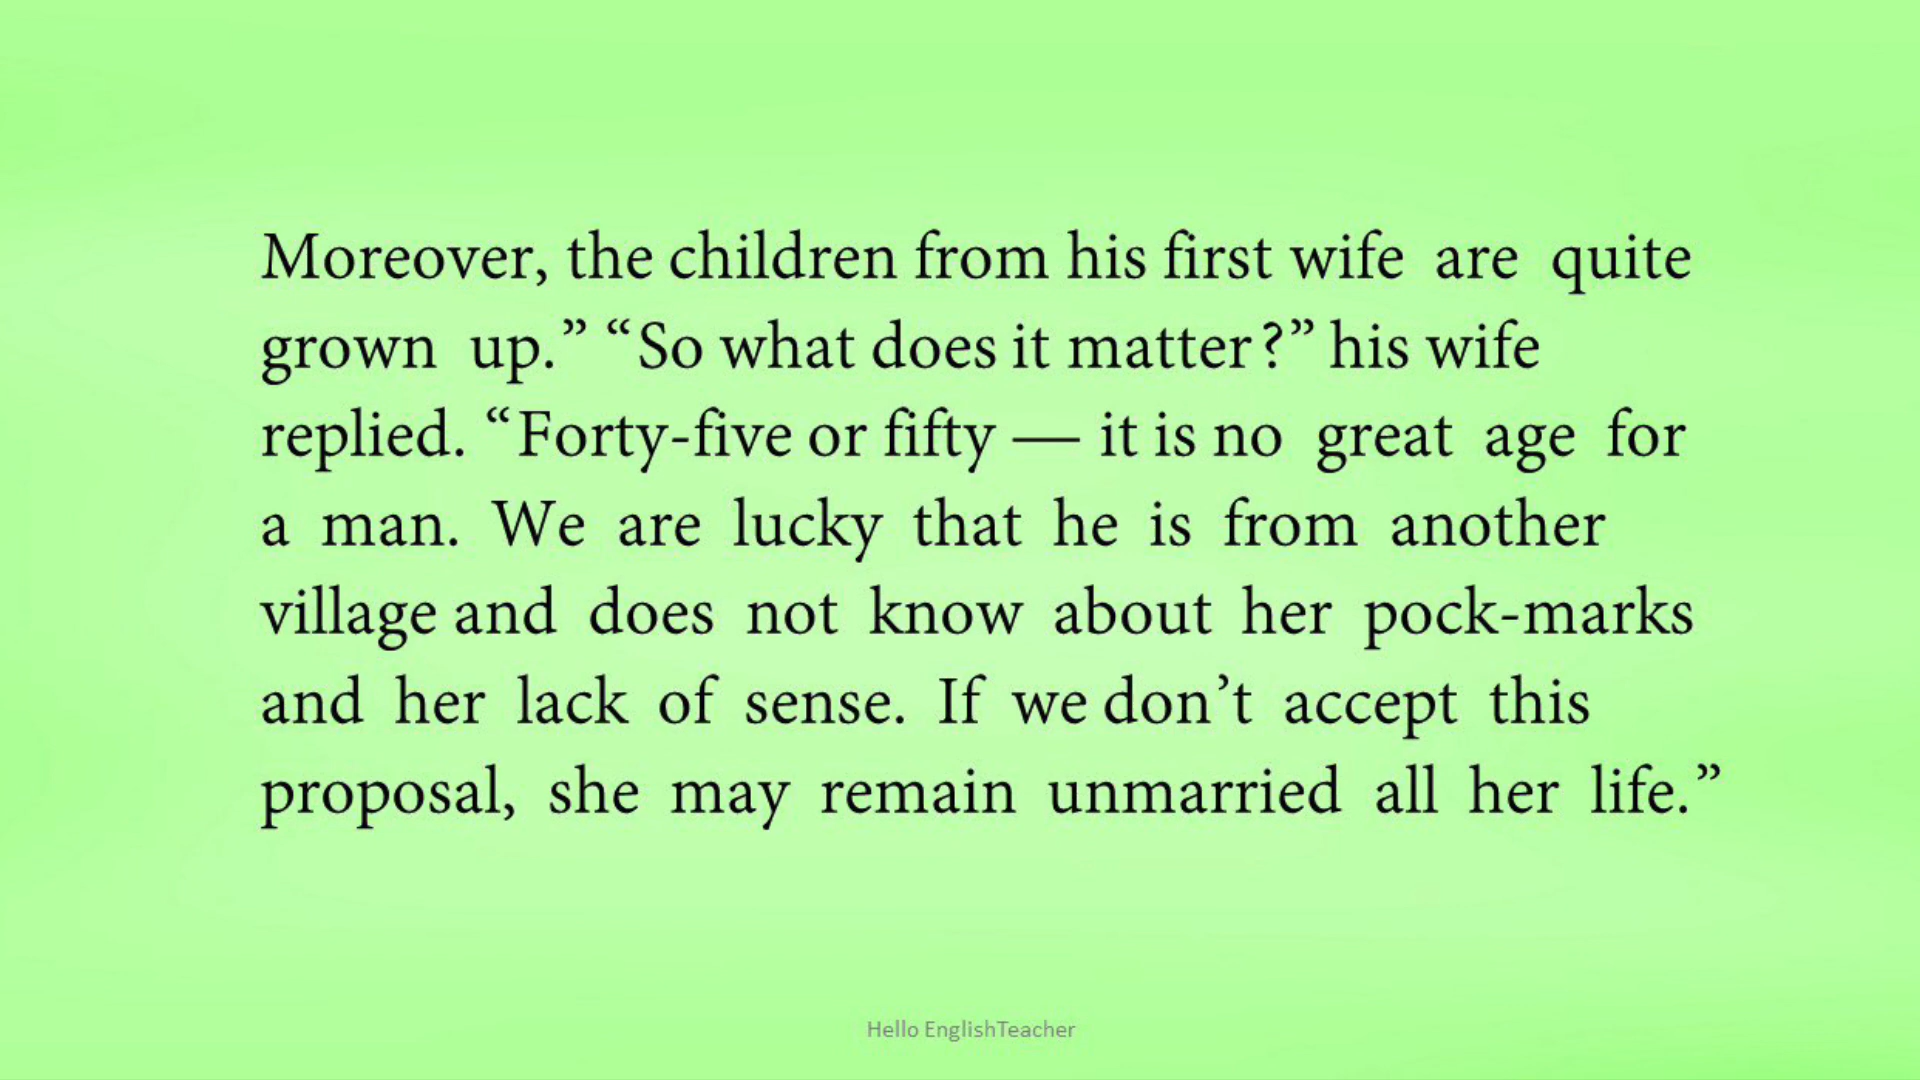 Moreover, the children from his first wife are quite
grown up.” “So what does it matter?” his wife
replied. “Forty-five or fifty — it is no great age for
a man. We are lucky that he is from another
village and does not know about her pock-marks
and her lack of sense. If we don’t accept this
proposal, she may remain unmarried all her life.”
Hello EnglishTeacher